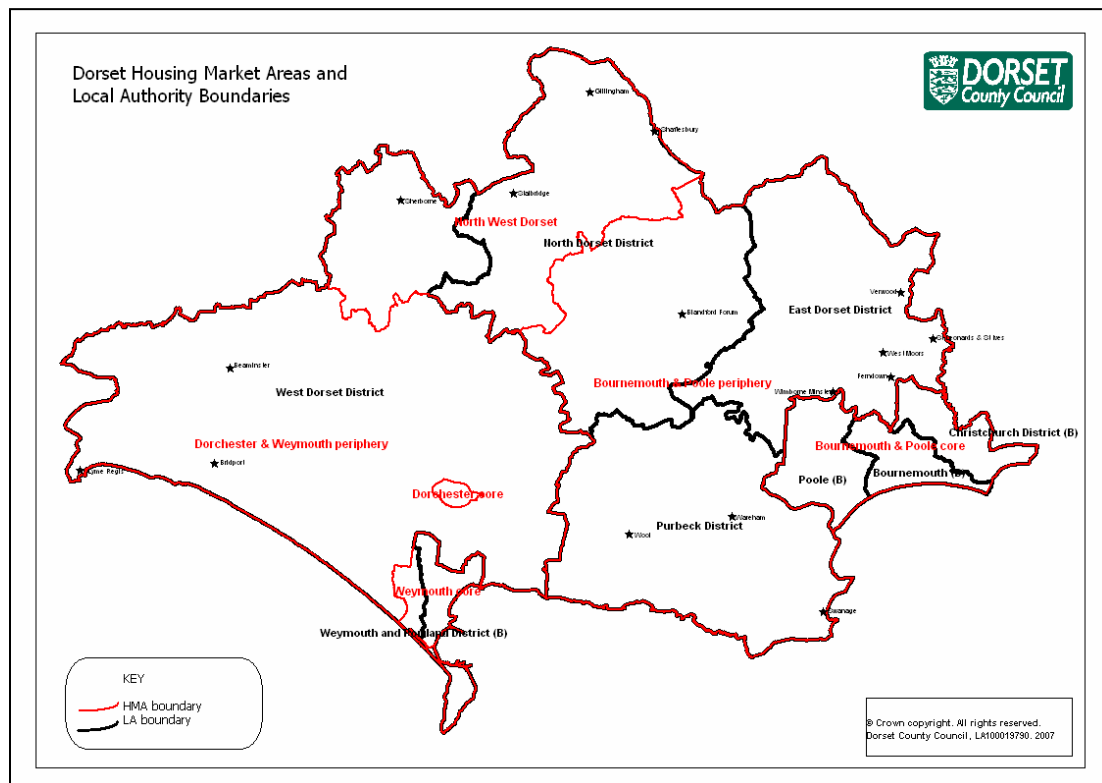 Dorset Housing Market Areas and
Local Authority Boundaries
DORSET
County Council
Gillingham
Shaftesbury
Sherborne
Stalbridge
North West Dorset
North Dorset District
Verwood
East Dorset District
Blandford Forum
St Leonards & St Ives
West Moors
Beaminster
Ferndown
Bournemouth & Poole periphery
West Dorset District
Wimborne Minster
Christchurch District (B)
Dorchester & Weymouth periphery
Bournemouth & Poole core
Bridport
Lyme Regis
Bournemouth (B)
Poole (B)
Dorchester core
Wareham
Purbeck District
Wool
Weymouth core
Swanage
Weymouth and Portland District (B)
KEY
HMA boundary
LA boundary
© Crown copyright. All rights reserved.
Dorset County Council, LA100019790. 2007